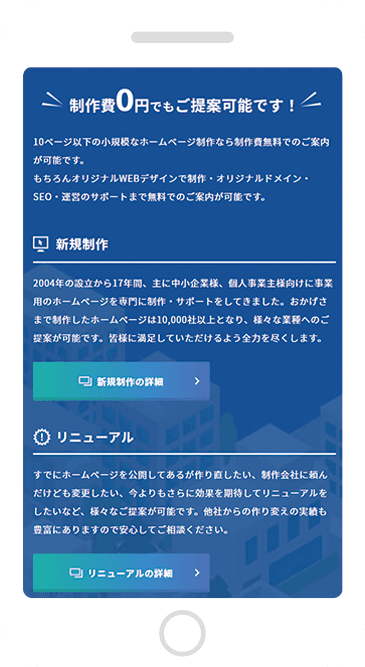 制作費0円でもご提案可能です！
10ページ以下の小規模なホームページ制作なら制作費無料でのご案内
が可能です。
もちろんオリジナルWEBデザインで制作・オリジナルドメイン・
SEO・運営のサポートまで無料でのご案内が可能です。
新規制作
2004年の設立から17年間、主に中小企業様、個人事業主様向けに事業
用のホームページを専門に制作・サポートをしてきました。おかげさ
まで制作したホームページは10,000社以上となり、様々な業種へのご
提案が可能です。皆様に満足していただけるよう全力を尽くします。
新規制作の詳細
リニューアル
すでにホームページを公開してあるが作り直したい、制作会社に頼ん
だけども変更したい、今よりもさらに効果を期待してリニューアルを
したいなど、様々なご提案が可能です。他社からの作り変えの実績も
豊富にありますので安心してご相談ください。
リニューアルの詳細